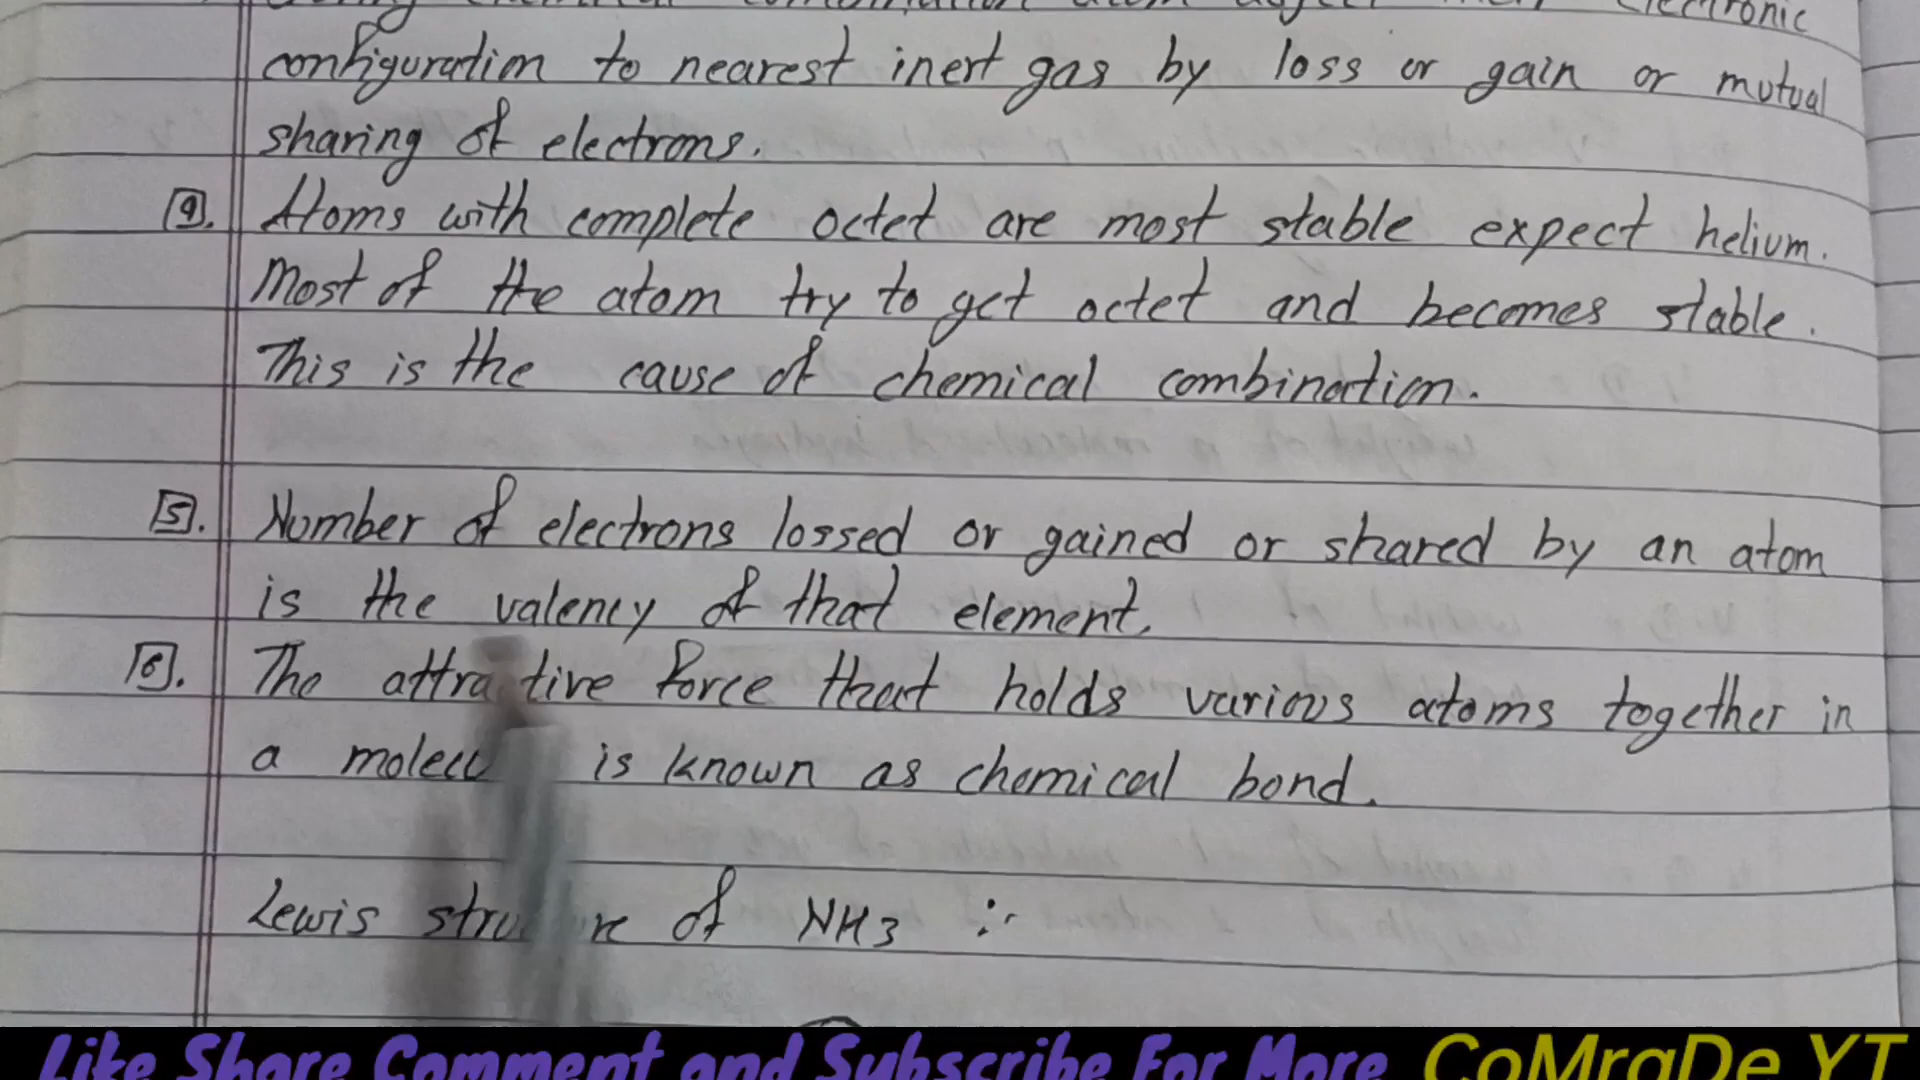 configuration to nearest inert gas by loss or gain or mutual
sharing of electrons.
4. Atoms with complete octet are most stable expect helium.
Most of the atom try to get octet and becomes stable.
This is the cause of chemical combination.
5. Number of electrons lossed or gained or shared by an atom
is the valency of that element.
6. The attractive force that holds various atoms together in
a is known as chemical bond.
Lewis of NH3 :-
Like Share Comment and Subscribe For More CoMraDe YT